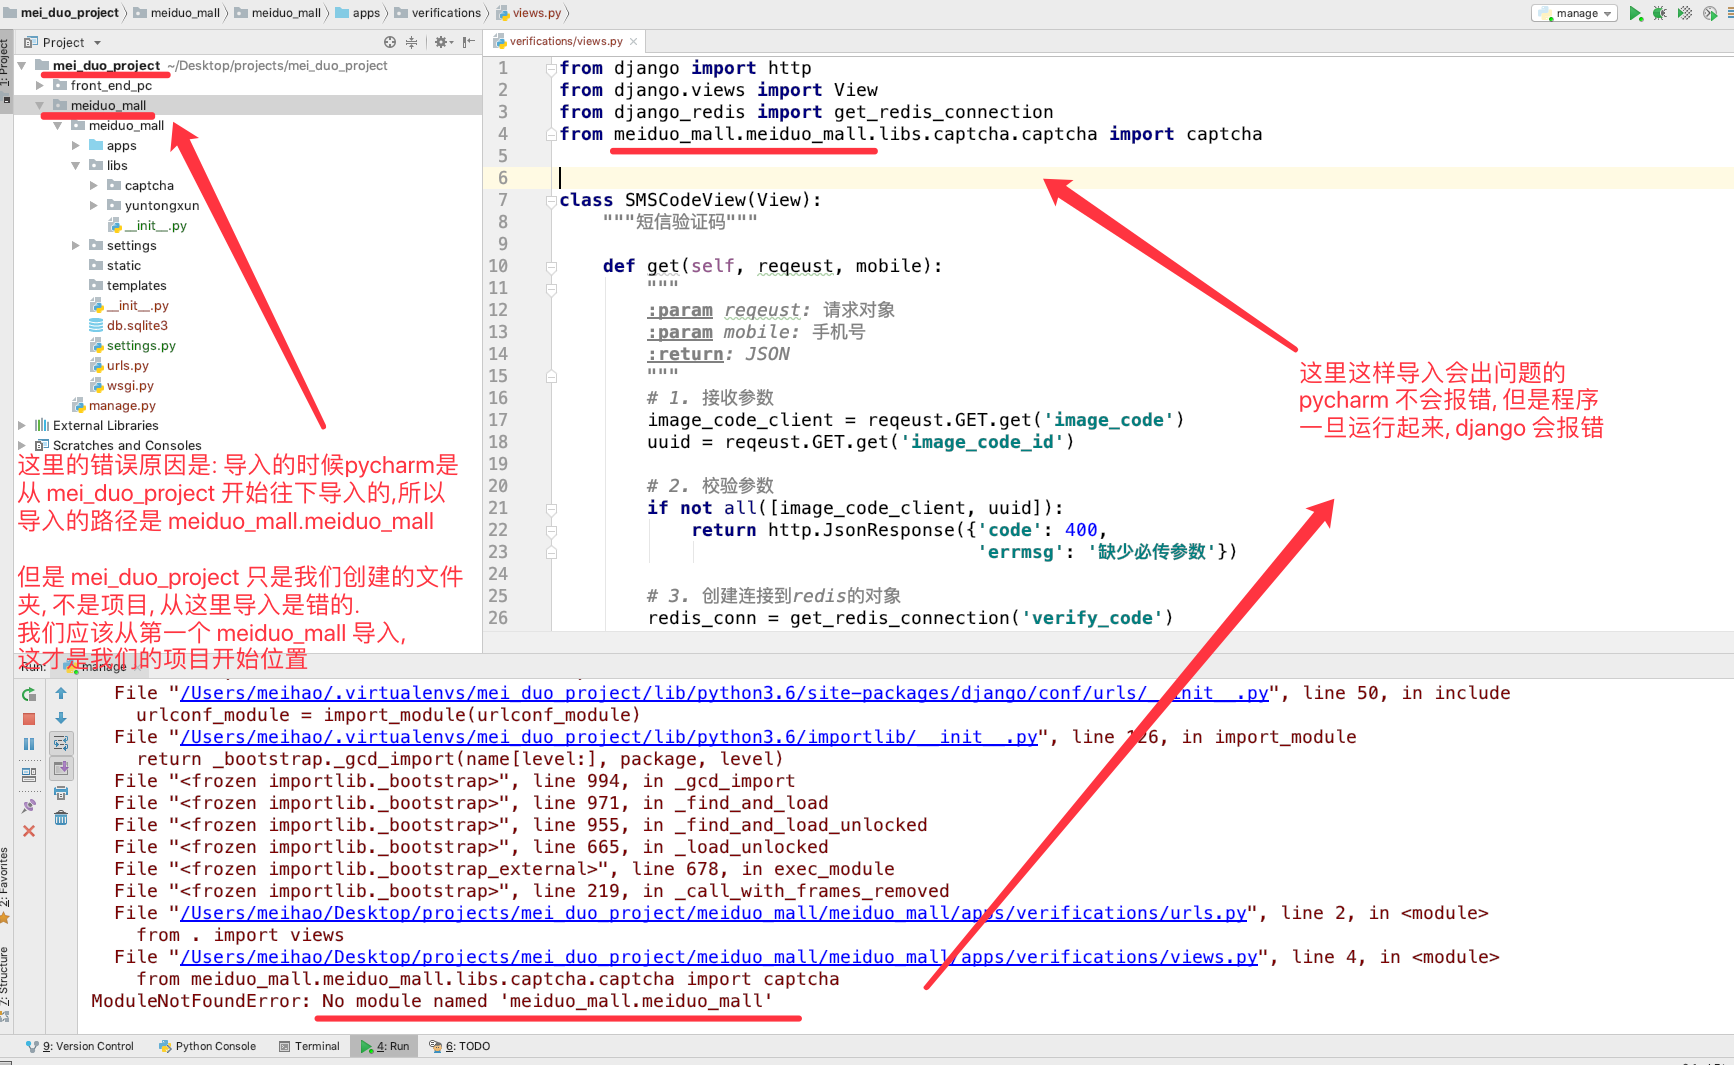 mei_duo_project
meiduo_mall
meiduo_mall
apps
verifications
views.py
manage
1: Project
Project
verifications/views.py
mei_duo_project ~/Desktop/projects/mei_duo_project
front_end_pc
meiduo_mall
meiduo_mall
apps
libs
captcha
yuntongxun
__init__.py
settings
static
templates
__init__.py
db.sqlite3
settings.py
urls.py
wsgi.py
manage.py
External Libraries
Scratches and Consoles
这里的错误原因是: 导入的时候pycharm是
从 mei_duo_project 开始往下导入的,所以
导入的路径是 meiduo_mall.meiduo_mall
但是 mei_duo_project 只是我们创建的文件
夹, 不是项目, 从这里导入是错的.
我们应该从第一个 meiduo_mall 导入,
这才是我们的项目开始位置
1 from django import http
2 from django.views import View
3 from django_redis import get_redis_connection
4 from meiduo_mall.meiduo_mall.libs.captcha.captcha import captcha
5
6
7 class SMSCodeView(View):
8 """短信验证码"""
9
10 def get(self, reqeust, mobile):
11 """
12 :param reqeust: 请求对象
13 :param mobile: 手机号
14 :return: JSON
15 """
16 # 1. 接收参数
17 image_code_client = reqeust.GET.get('image_code')
18 uuid = reqeust.GET.get('image_code_id')
19
20 # 2. 校验参数
21 if not all([image_code_client, uuid]):
22 return http.JsonResponse({'code': 400,
23 'errmsg': '缺少必传参数'})
24
25 # 3. 创建连接到redis的对象
26 redis_conn = get_redis_connection('verify_code')
这里这样导入会出问题的
pycharm 不会报错, 但是程序
一旦运行起来, django 会报错
Run: manage
File "/Users/meihao/.virtualenvs/mei_duo_project/lib/python3.6/site-packages/django/conf/urls/__init__.py", line 50, in include
urlconf_module = import_module(urlconf_module)
File "/Users/meihao/.virtualenvs/mei_duo_project/lib/python3.6/importlib/__init__.py", line 126, in import_module
return _bootstrap._gcd_import(name[level:], package, level)
File "<frozen importlib._bootstrap>", line 994, in _gcd_import
File "<frozen importlib._bootstrap>", line 971, in _find_and_load
File "<frozen importlib._bootstrap>", line 955, in _find_and_load_unlocked
File "<frozen importlib._bootstrap>", line 665, in _load_unlocked
File "<frozen importlib._bootstrap_external>", line 678, in exec_module
File "<frozen importlib._bootstrap>", line 219, in _call_with_frames_removed
File "/Users/meihao/Desktop/projects/mei_duo_project/meiduo_mall/meiduo_mall/apps/verifications/urls.py", line 2, in <module>
from . import views
File "/Users/meihao/Desktop/projects/mei_duo_project/meiduo_mall/meiduo_mall/apps/verifications/views.py", line 4, in <module>
from meiduo_mall.meiduo_mall.libs.captcha.captcha import captcha
ModuleNotFoundError: No module named 'meiduo_mall.meiduo_mall'
2: Favorites
Z: Structure
9: Version Control
Python Console
Terminal
4: Run
6: TODO